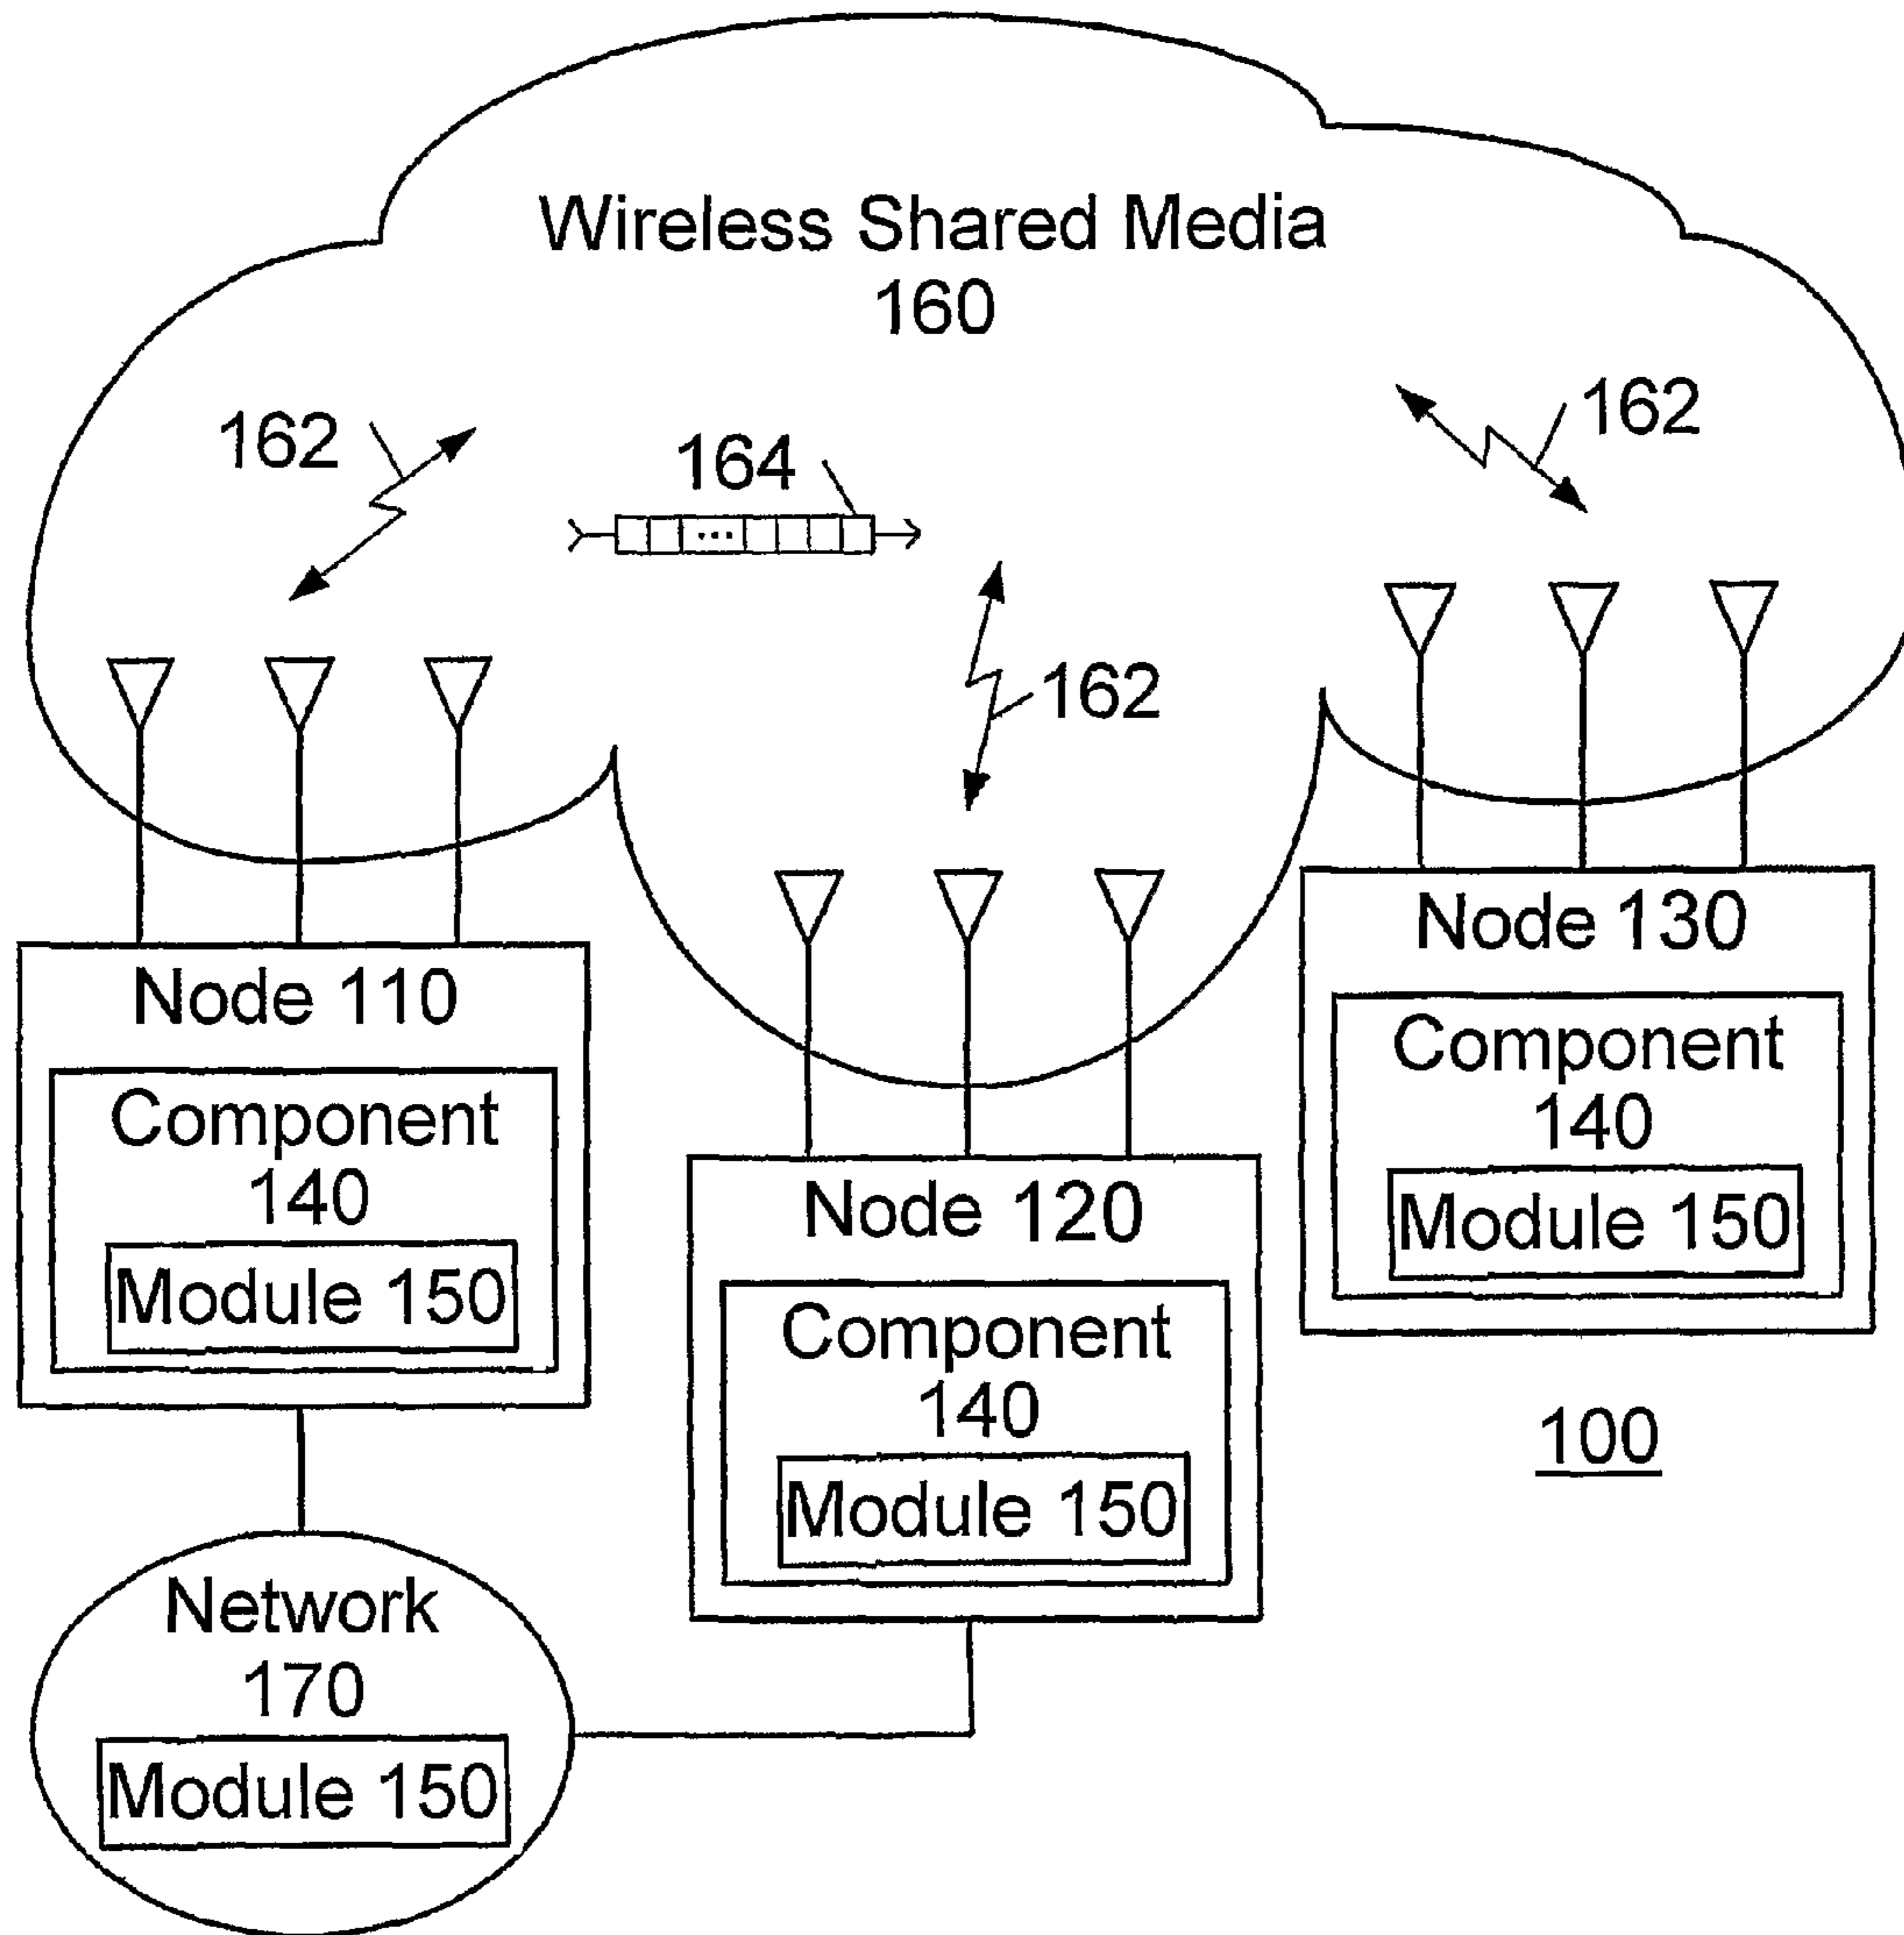 Wireless Shared Media
160
162
164
162
162
Node 110
Component
140
Module 150
Node 120
Component
140
Module 150
Node 130
Component
140
Module 150
100
Network
170
Module 150